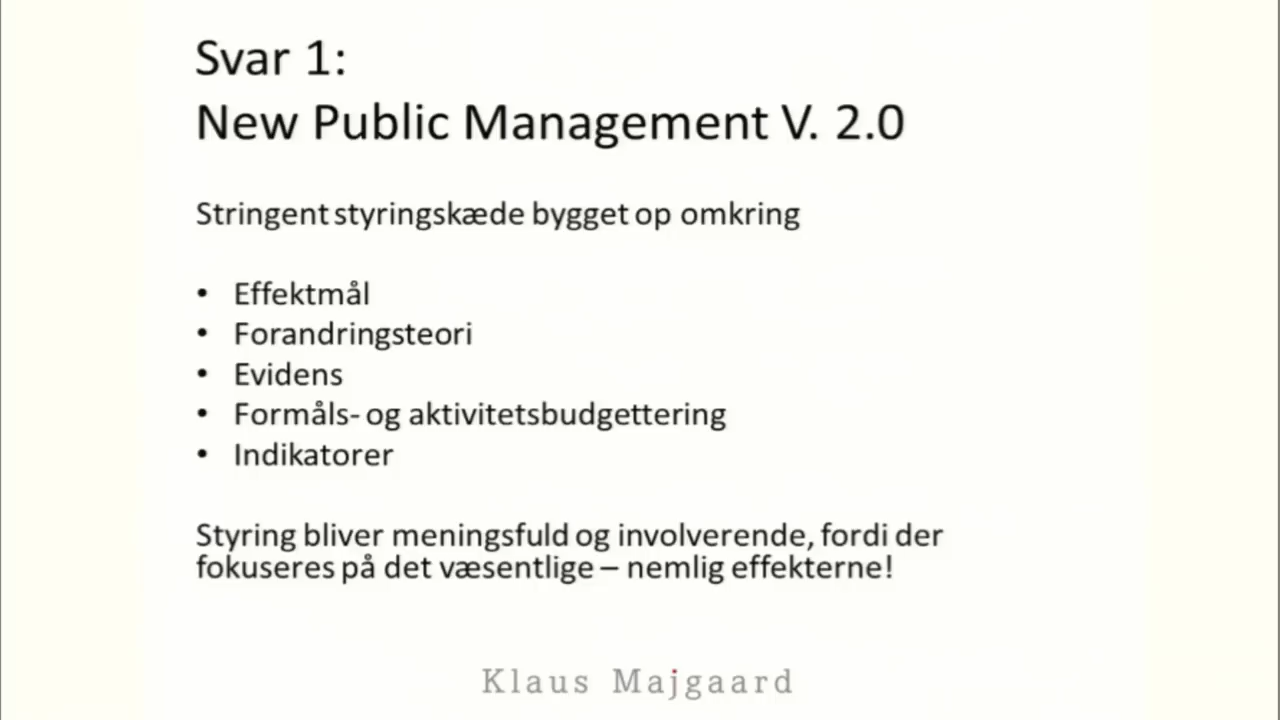 Svar 1:
New Public Management V. 2.0
Stringent styringskæde bygget op omkring
• Effektmål
• Forandringsteori
• Evidens
• Formåls- og aktivitetsbudgettering
• Indikatorer
Styring bliver meningsfuld og involverende, fordi der
fokuseres på det væsentlige – nemlig effekterne!
Klaus Majgaard